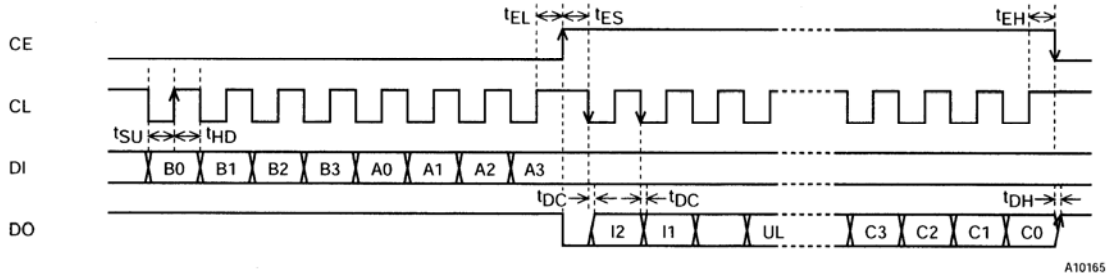 tEL tES tEH
CE
CL
tSU tHD
DI B0 B1 B2 B3 A0 A1 A2 A3
tDC tDC tDH
DO I2 I1 UL C3 C2 C1 C0
A10165